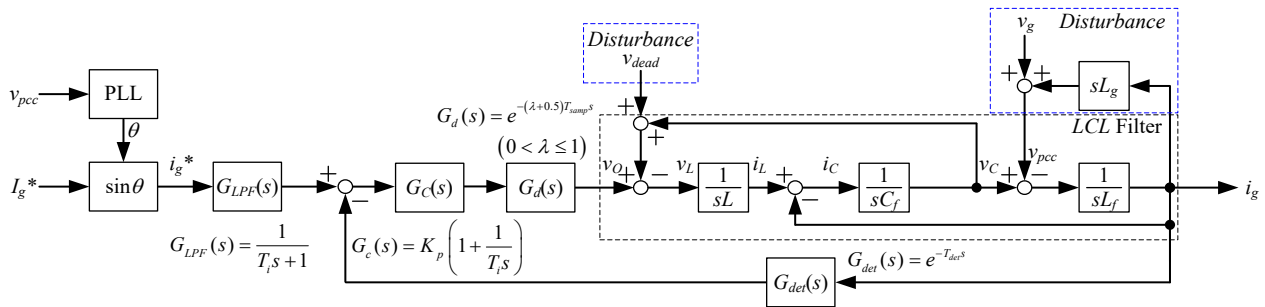 v_g
Disturbance
Disturbance
v_dead
+
+
sL_g
v_pcc
PLL
+
G_d(s) = e^{-(λ+0.5)T_samp s}
+
LCL Filter
θ
(0 < λ ≤ 1)
v_O
v_L
i_L
i_C
v_C
v_pcc
I_g*
sinθ
i_g*
G_LPF(s)
+
−
G_C(s)
G_d(s)
+
−
1/sL
+
−
1/sC_f
+
−
1/sL_f
i_g
G_LPF(s) = 1/(T_i s + 1)
G_c(s) = K_p(1 + 1/(T_i s))
G_det(s) = e^{-T_det s}
G_det(s)